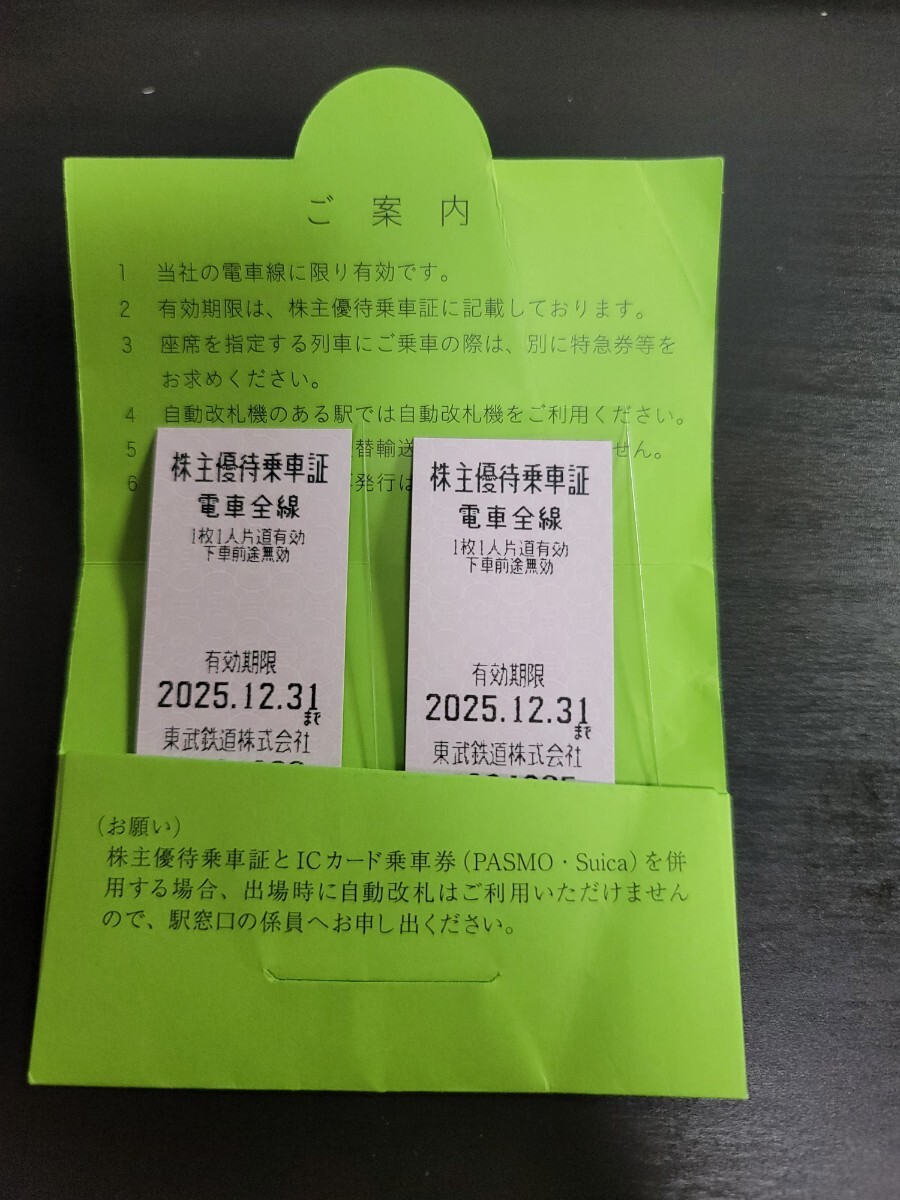 ご案内
1 当社の電車線に限り有効です。
2 有効期限は、株主優待乗車証に記載しております。
3 座席を指定する列車にご乗車の際は、別に特急券等を
お求めください。
4 自動改札機のある駅では自動改札機をご利用ください。
5 替輸送 せん。
6 発行は
株主優待乗車証
電車全線
1枚1人片道有効
下車前途無効
有効期限
2025.12.31
まで
東武鉄道株式会社
株主優待乗車証
電車全線
1枚1人片道有効
下車前途無効
有効期限
2025.12.31
まで
東武鉄道株式会社
(お願い)
株主優待乗車証とICカード乗車券(PASMO・Suica)を併
用する場合、出場時に自動改札はご利用いただけません
ので、駅窓口の係員へお申し出ください。